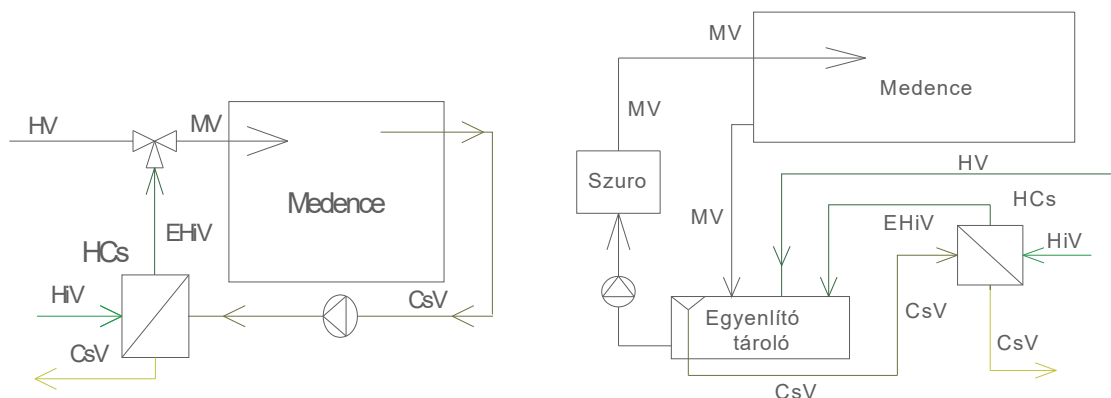 HV
MV
Medence
EHiV
HCs
HiV
CsV
CsV
MV
Medence
MV
Szuro
HV
HCs
MV
EHiV
HiV
CsV
Egyenlító
tároló
CsV
CsV